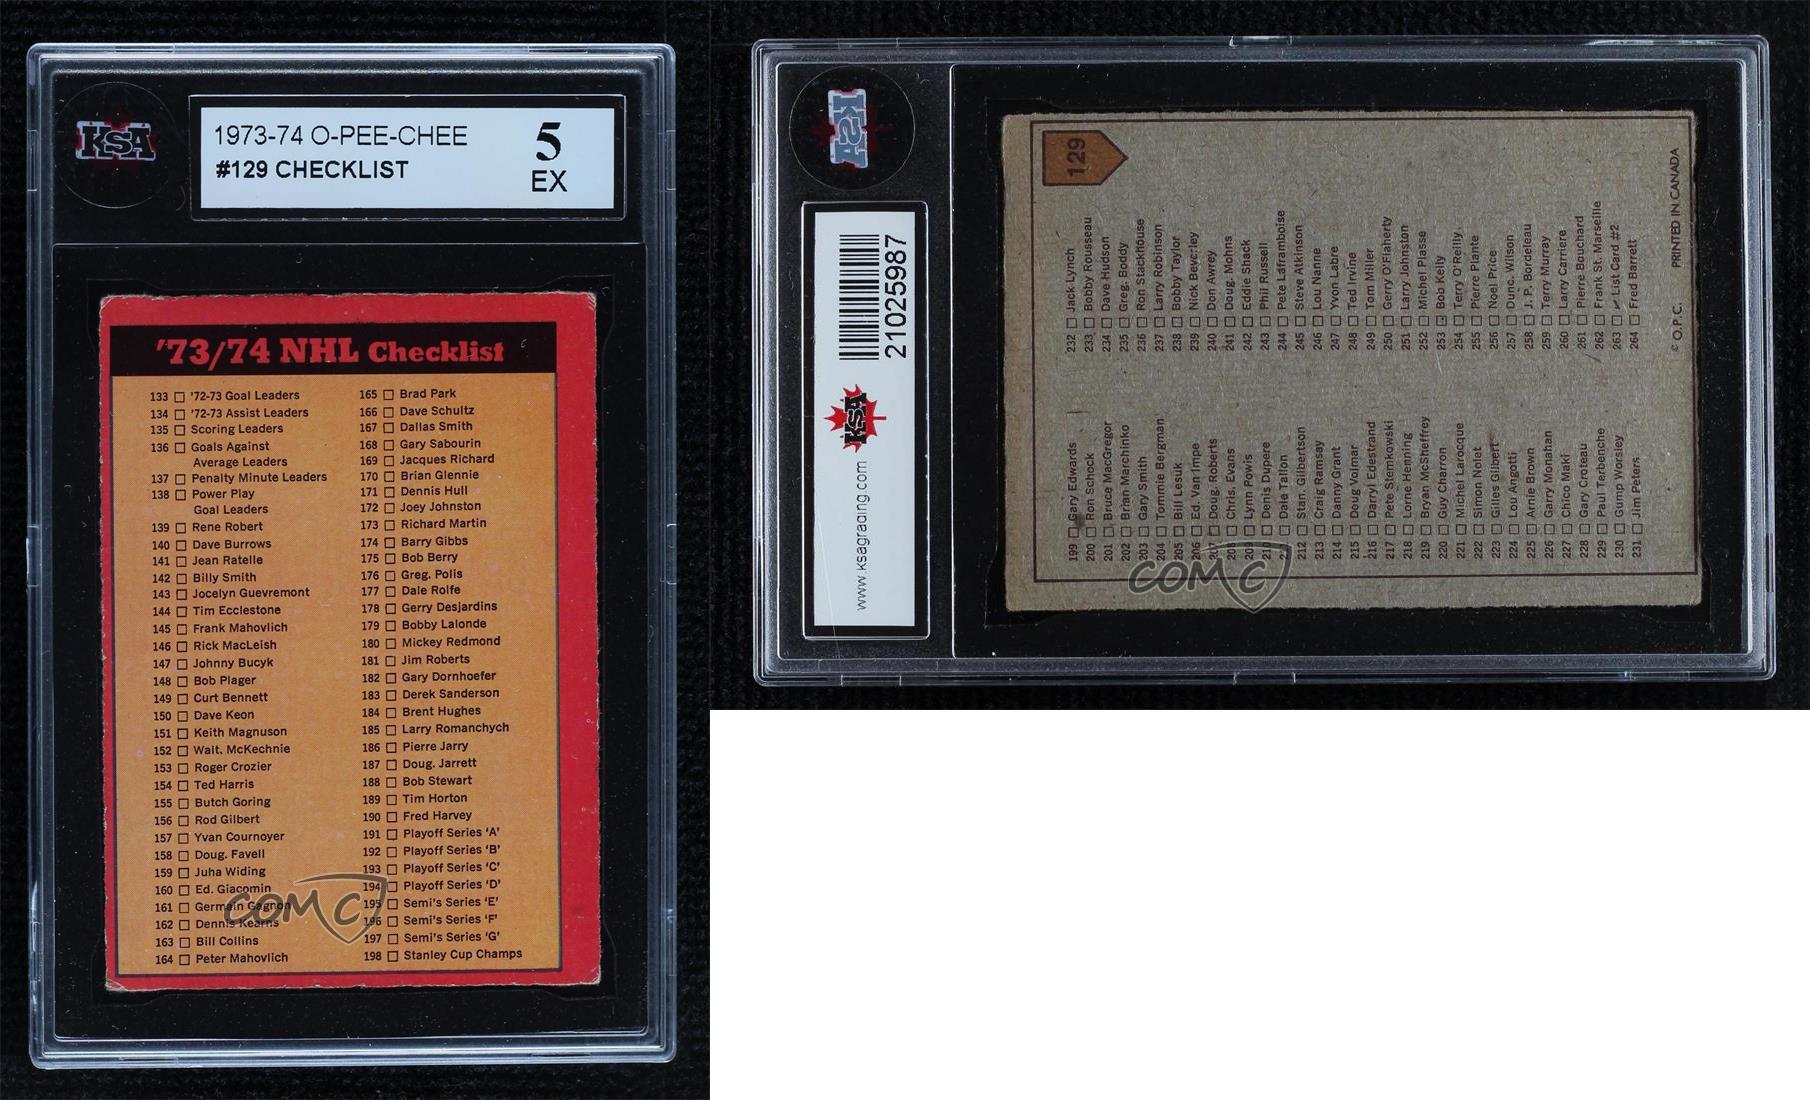 KSA
1973-74 O-PEE-CHEE
#129 CHECKLIST
5
EX
'73/74 NHL Checklist
133 '72-73 Goal Leaders
134 '72-73 Assist Leaders
135 Scoring Leaders
136 Goals Against
Average Leaders
137 Penalty Minute Leaders
138 Power Play
Goal Leaders
139 Rene Robert
140 Dave Burrows
141 Jean Ratelle
142 Billy Smith
143 Jocelyn Guevremont
144 Tim Ecclestone
145 Frank Mahovlich
146 Rick MacLeish
147 Johnny Bucyk
148 Bob Plager
149 Curt Bennett
150 Dave Keon
151 Keith Magnuson
152 Walt. McKechnie
153 Roger Crozier
154 Ted Harris
155 Butch Goring
156 Rod Gilbert
157 Yvan Cournoyer
158 Doug. Favell
159 Juha Widing
160 Ed. Giacomin
161 Germain Gagnon
162 Dennis Kearns
163 Bill Collins
164 Peter Mahovlich
165 Brad Park
166 Dave Schultz
167 Dallas Smith
168 Gary Sabourin
169 Jacques Richard
170 Brian Glennie
171 Dennis Hull
172 Joey Johnston
173 Richard Martin
174 Barry Gibbs
175 Bob Berry
176 Greg. Polis
177 Dale Rolfe
178 Gerry Desjardins
179 Bobby Lalonde
180 Mickey Redmond
181 Jim Roberts
182 Gary Dornhoefer
183 Derek Sanderson
184 Brent Hughes
185 Larry Romanchych
186 Pierre Jarry
187 Doug. Jarrett
188 Bob Stewart
189 Tim Horton
190 Fred Harvey
191 Playoff Series 'A'
192 Playoff Series 'B'
193 Playoff Series 'C'
194 Playoff Series 'D'
195 Semi's Series 'E'
196 Semi's Series 'F'
197 Semi's Series 'G'
198 Stanley Cup Champs
COMC
KSA
www.ksagrading.com
KSA
211025987
129
199 Gary Edwards
200 Ron Schock
201 Bruce MacGregor
202 Brian Marchinko
203 Gary Smith
204 Tommie Bergman
205 Bill Lesuk
206 Ed. Van Impe
207 Doug. Roberts
208 Chris. Evans
209 Lynn Powis
210 Denis Dupere
211 Dale Tallon
212 Stan. Gilbertson
213 Craig Ramsay
214 Danny Grant
215 Doug Volmar
216 Darryl Edestrand
217 Pete Stemkowski
218 Lorne Henning
219 Bryan McSheffrey
220 Guy Charron
221 Michel Larocque
222 Simon Nolet
223 Gilles Gilbert
224 Lou Angotti
225 Arnie Brown
226 Garry Monahan
227 Chico Maki
228 Gary Croteau
229 Paul Terbenche
230 Gump Worsley
231 Jim Peters
232 Jack Lynch
233 Bobby Rousseau
234 Dave Hudson
235 Greg. Boddy
236 Ron Stackhouse
237 Larry Robinson
238 Bobby Taylor
239 Nick Beverley
240 Don Awrey
241 Doug. Mohns
242 Eddie Shack
243 Phil Russell
244 Pete Laframboise
245 Steve Atkinson
246 Lou Nanne
247 Yvon Labre
248 Ted Irvine
249 Tom Miller
250 Gerry O'Flaherty
251 Larry Johnston
252 Michel Plasse
253 Bob Kelly
254 Terry O'Reilly
255 Pierre Plante
256 Noel Price
257 Dunc. Wilson
258 J. P. Bordeleau
259 Terry Murray
260 Larry Carriere
261 Pierre Bouchard
262 Frank St. Marseille
263 List Card #2
264 Fred Barrett
© O.P.C. PRINTED IN CANADA
COMC